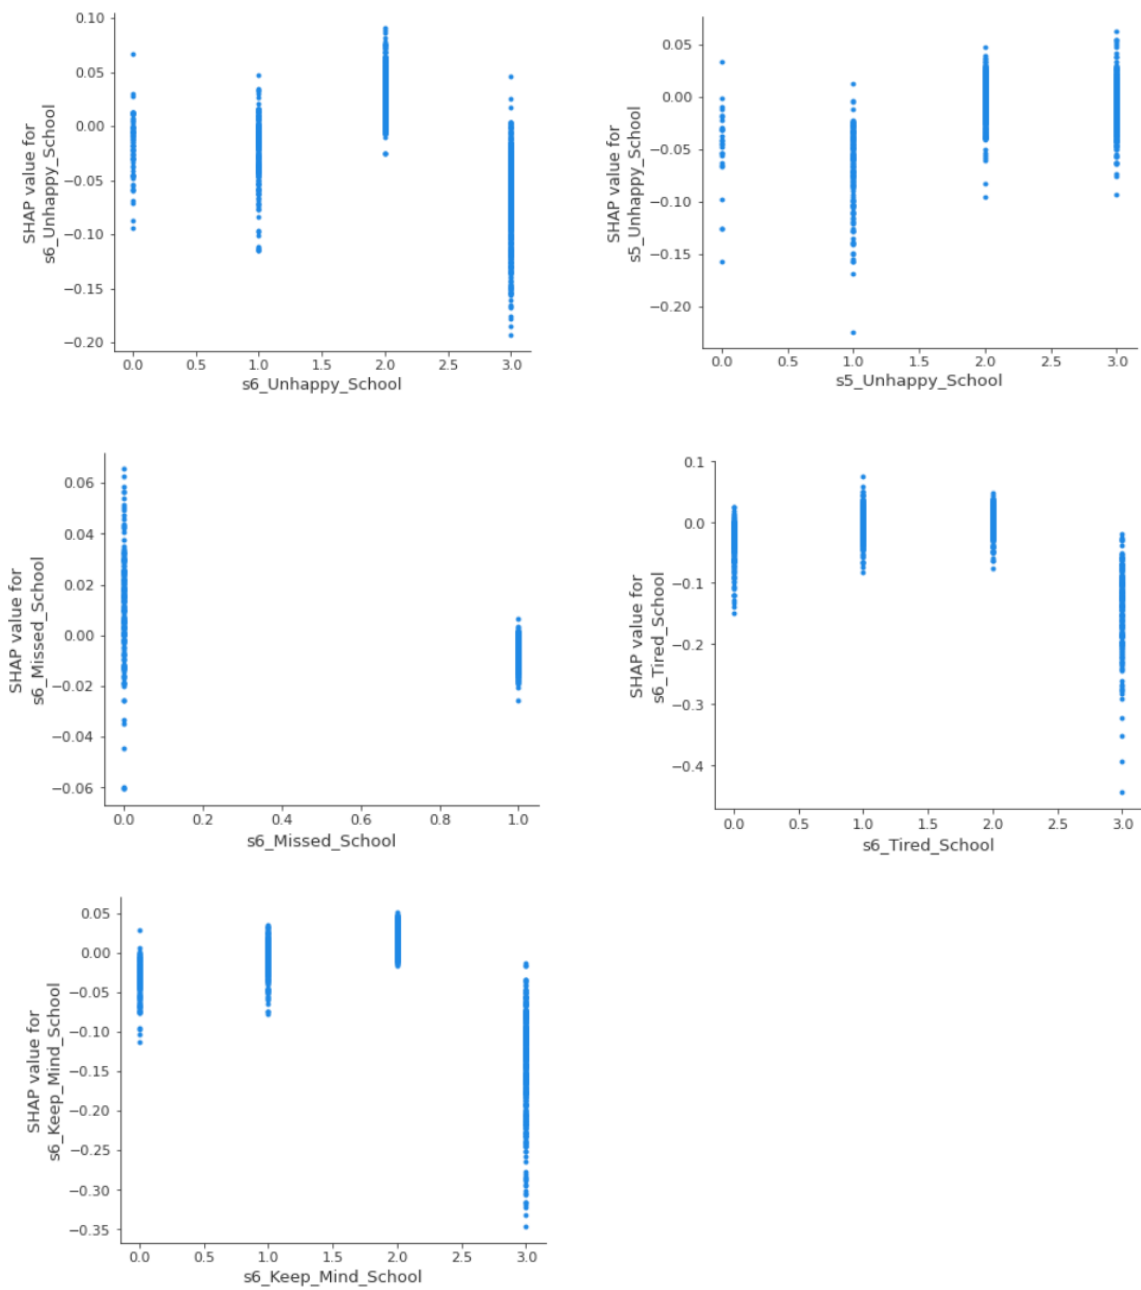 0.10
0.05
0.00
−0.05
−0.10
−0.15
−0.20
SHAP value for
s6_Unhappy_School
0.0 0.5 1.0 1.5 2.0 2.5 3.0
s6_Unhappy_School
0.05
0.00
−0.05
−0.10
−0.15
−0.20
SHAP value for
s5_Unhappy_School
0.0 0.5 1.0 1.5 2.0 2.5 3.0
s5_Unhappy_School
0.06
0.04
0.02
0.00
−0.02
−0.04
−0.06
SHAP value for
s6_Missed_School
0.0 0.2 0.4 0.6 0.8 1.0
s6_Missed_School
0.1
0.0
−0.1
−0.2
−0.3
−0.4
SHAP value for
s6_Tired_School
0.0 0.5 1.0 1.5 2.0 2.5 3.0
s6_Tired_School
0.05
0.00
−0.05
−0.10
−0.15
−0.20
−0.25
−0.30
−0.35
SHAP value for
s6_Keep_Mind_School
0.0 0.5 1.0 1.5 2.0 2.5 3.0
s6_Keep_Mind_School